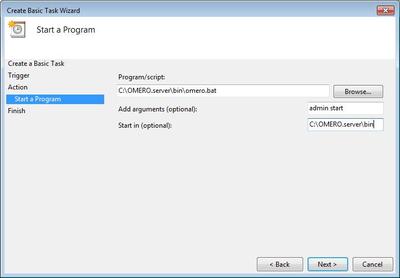 Create Basic Task Wizard
Start a Program
Create a Basic Task
Trigger
Action
Start a Program
Finish
Program/script:
C:\OMERO.server\bin\omero.bat
Browse...
Add arguments (optional):
admin start
Start in (optional):
C:\OMERO.server\bin
< Back
Next >
Cancel